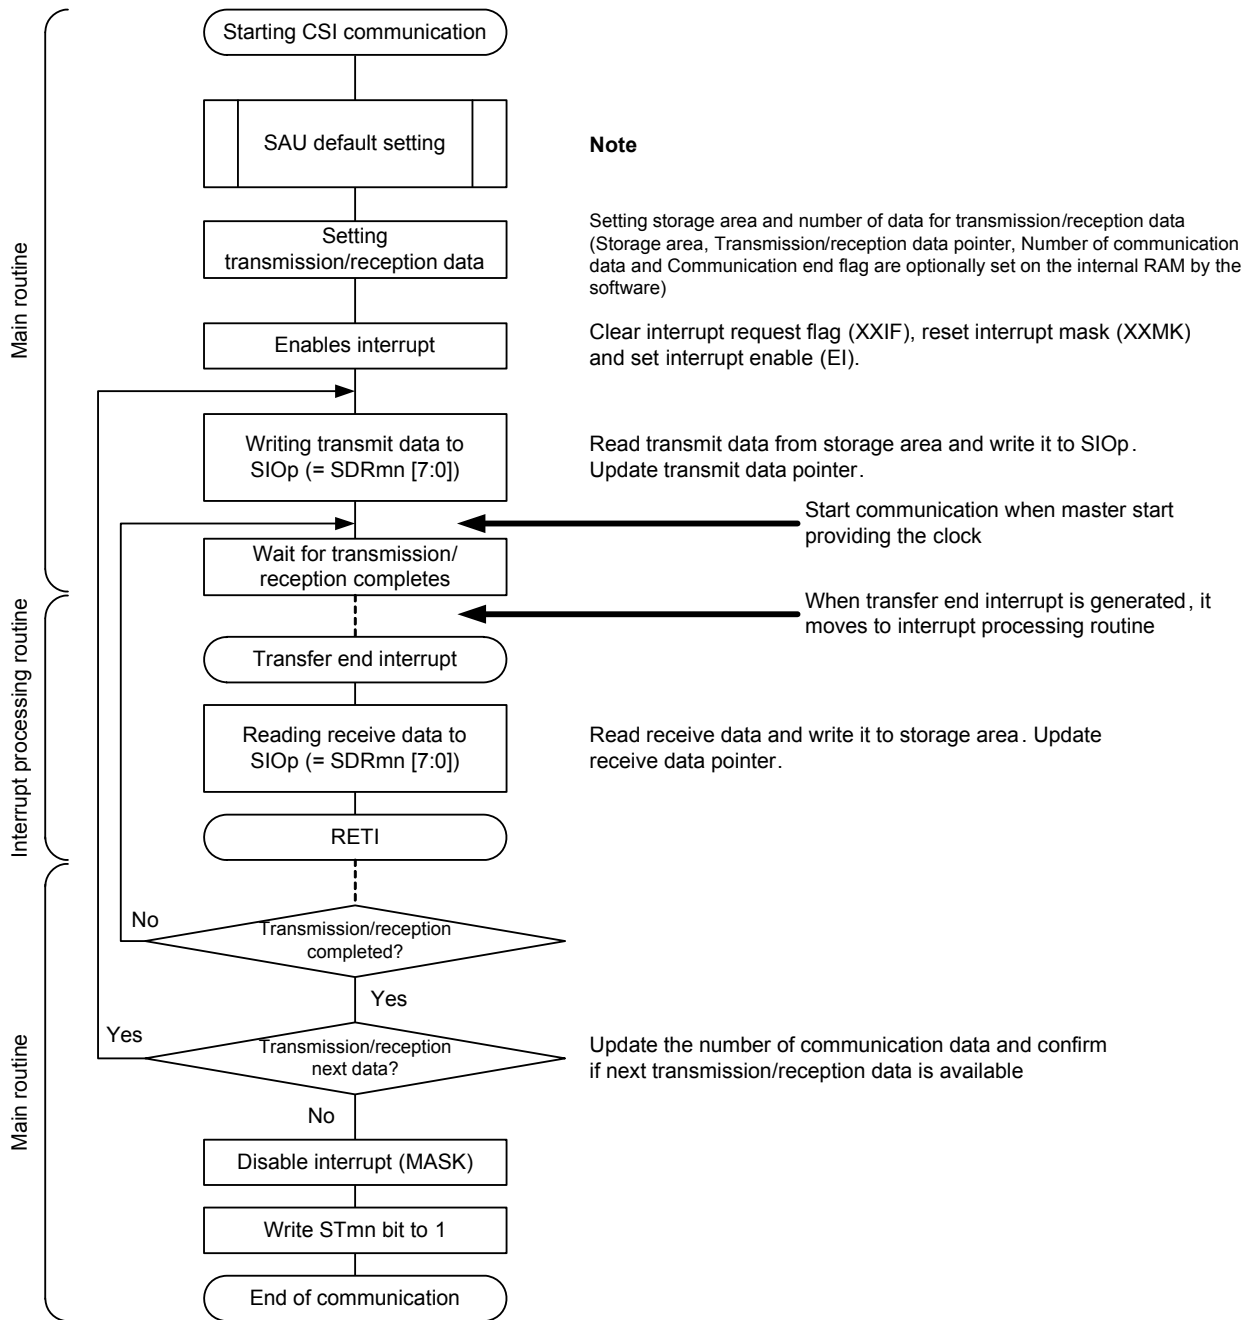 Starting CSI communication
SAU default setting
Note
Setting
transmission/reception data
Setting storage area and number of data for transmission/reception data
(Storage area, Transmission/reception data pointer, Number of communication
data and Communication end flag are optionally set on the internal RAM by the
software)
Main routine
Enables interrupt
Clear interrupt request flag (XXIF), reset interrupt mask (XXMK)
and set interrupt enable (EI).
Writing transmit data to
SIOp (= SDRmn [7:0])
Read transmit data from storage area and write it to SIOp.
Update transmit data pointer.
Start communication when master start
providing the clock
Wait for transmission/
reception completes
When transfer end interrupt is generated, it
moves to interrupt processing routine
Interrupt processing routine
Transfer end interrupt
Reading receive data to
SIOp (= SDRmn [7:0])
Read receive data and write it to storage area. Update
receive data pointer.
RETI
No
Transmission/reception
completed?
Yes
Main routine
Yes
Transmission/reception
next data?
Update the number of communication data and confirm
if next transmission/reception data is available
No
Disable interrupt (MASK)
Write STmn bit to 1
End of communication